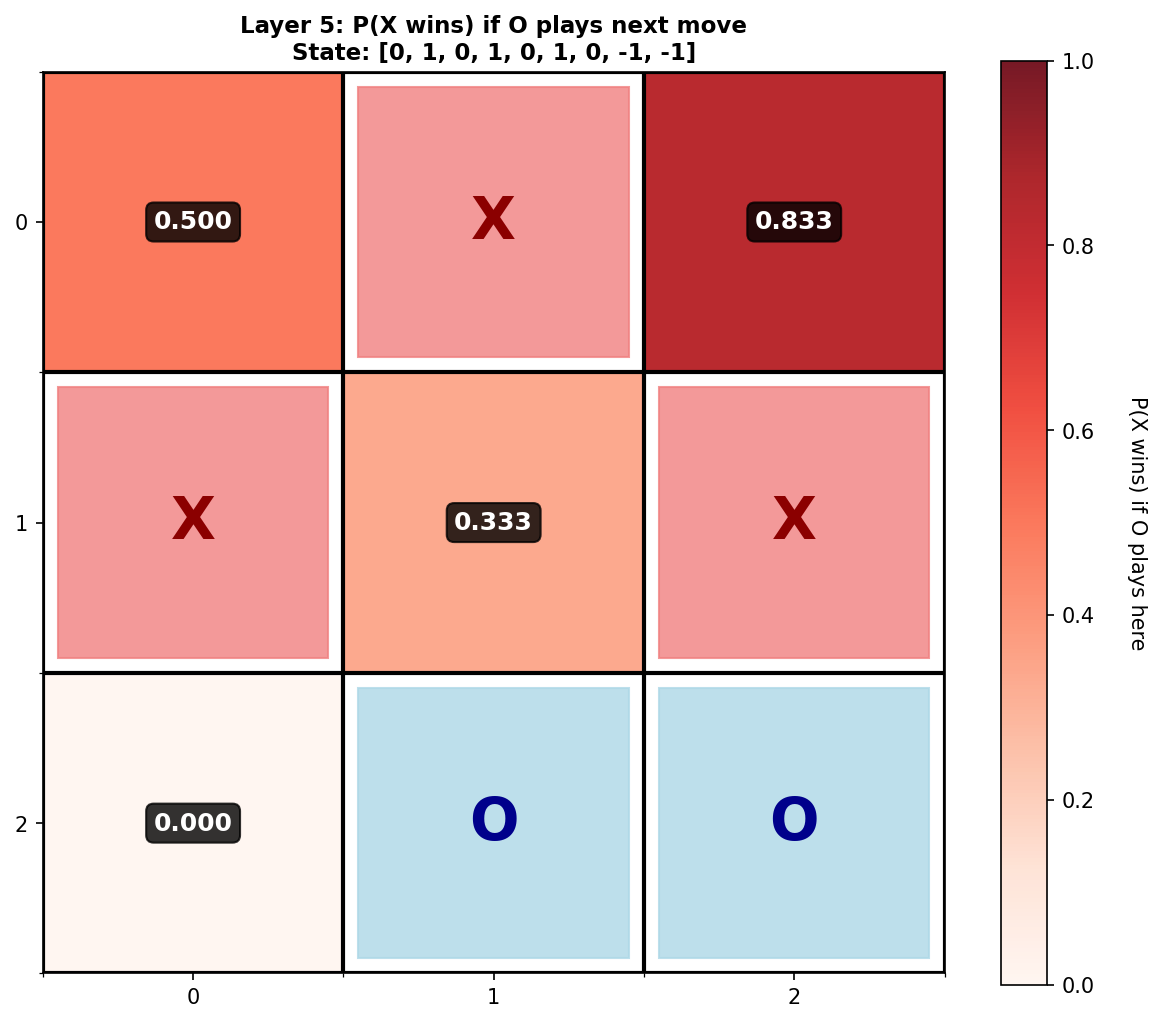 Layer 5: P(X wins) if O plays next move
State: [0, 1, 0, 1, 0, 1, 0, -1, -1]
0.500
X
0.833
X
0.333
X
0.000
O
O
0
1
2
0
1
2
1.0
0.8
0.6
0.4
0.2
0.0
P(X wins) if O plays here